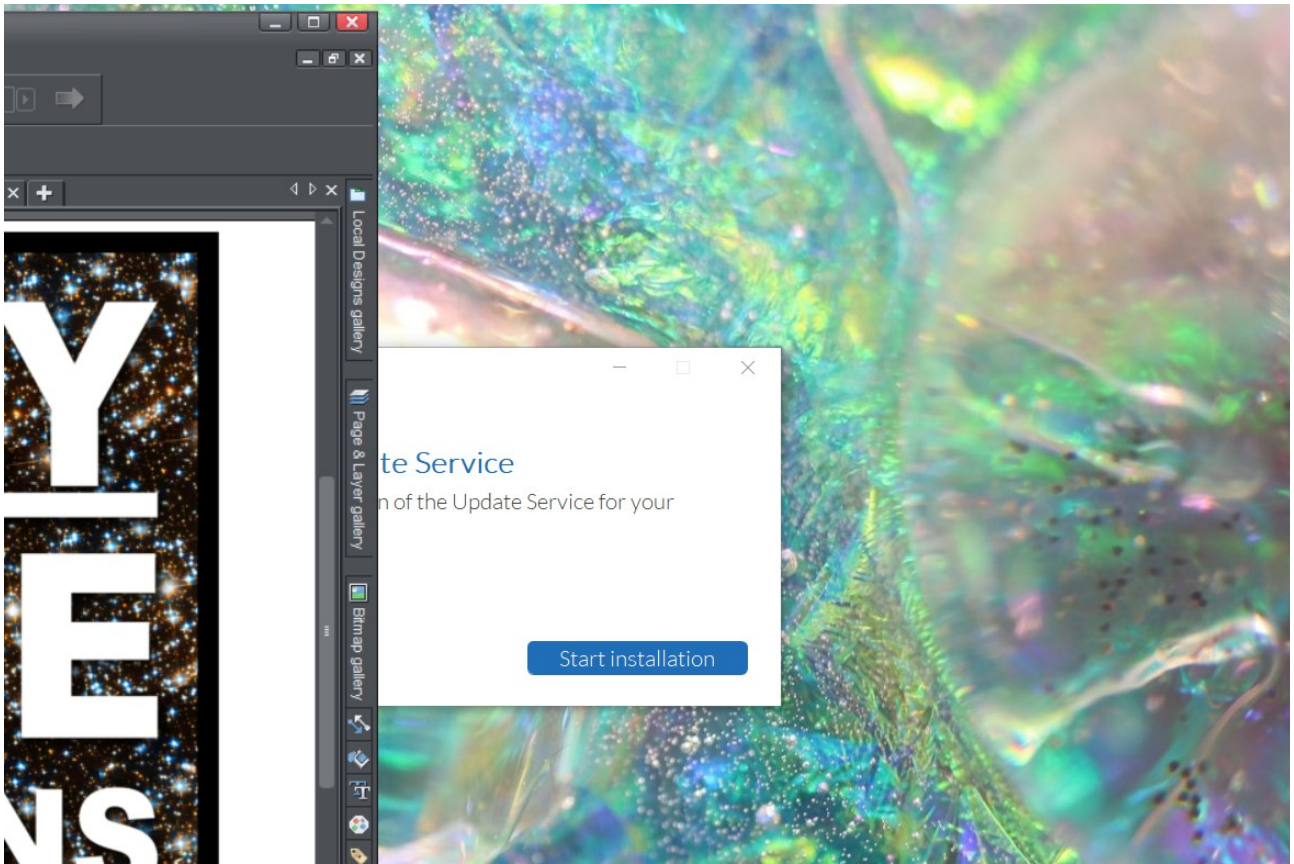 Local Designs gallery
Page & Layer gallery
Bitmap gallery
Y
E
NS
te Service
n of the Update Service for your
Start installation